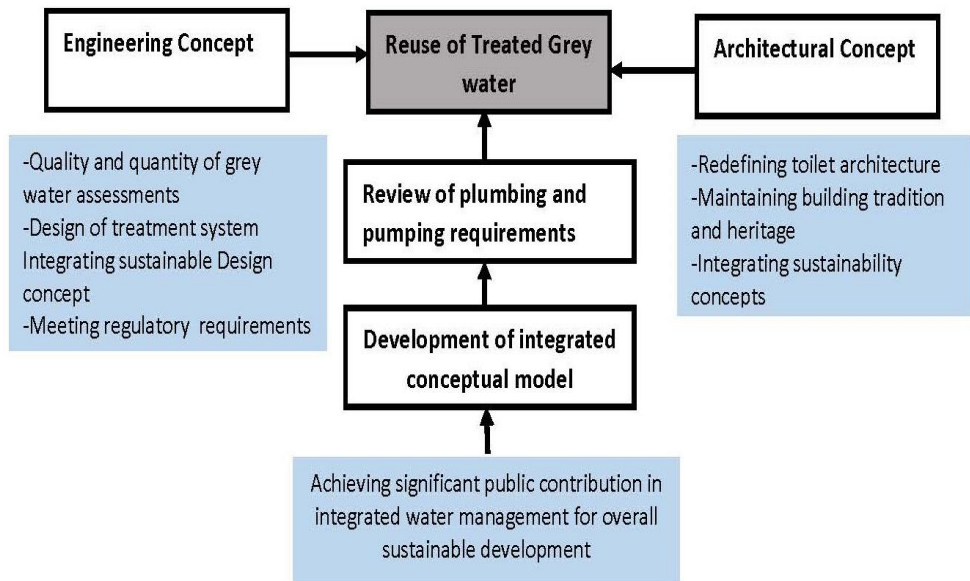 Engineering Concept
Reuse of Treated Grey
water
Architectural Concept
-Quality and quantity of grey
water assessments
-Design of treatment system
Integrating sustainable Design
concept
-Meeting regulatory requirements
Review of plumbing and
pumping requirements
-Redefining toilet architecture
-Maintaining building tradition
and heritage
-Integrating sustainability
concepts
Development of integrated
conceptual model
Achieving significant public contribution in
integrated water management for overall
sustainable development